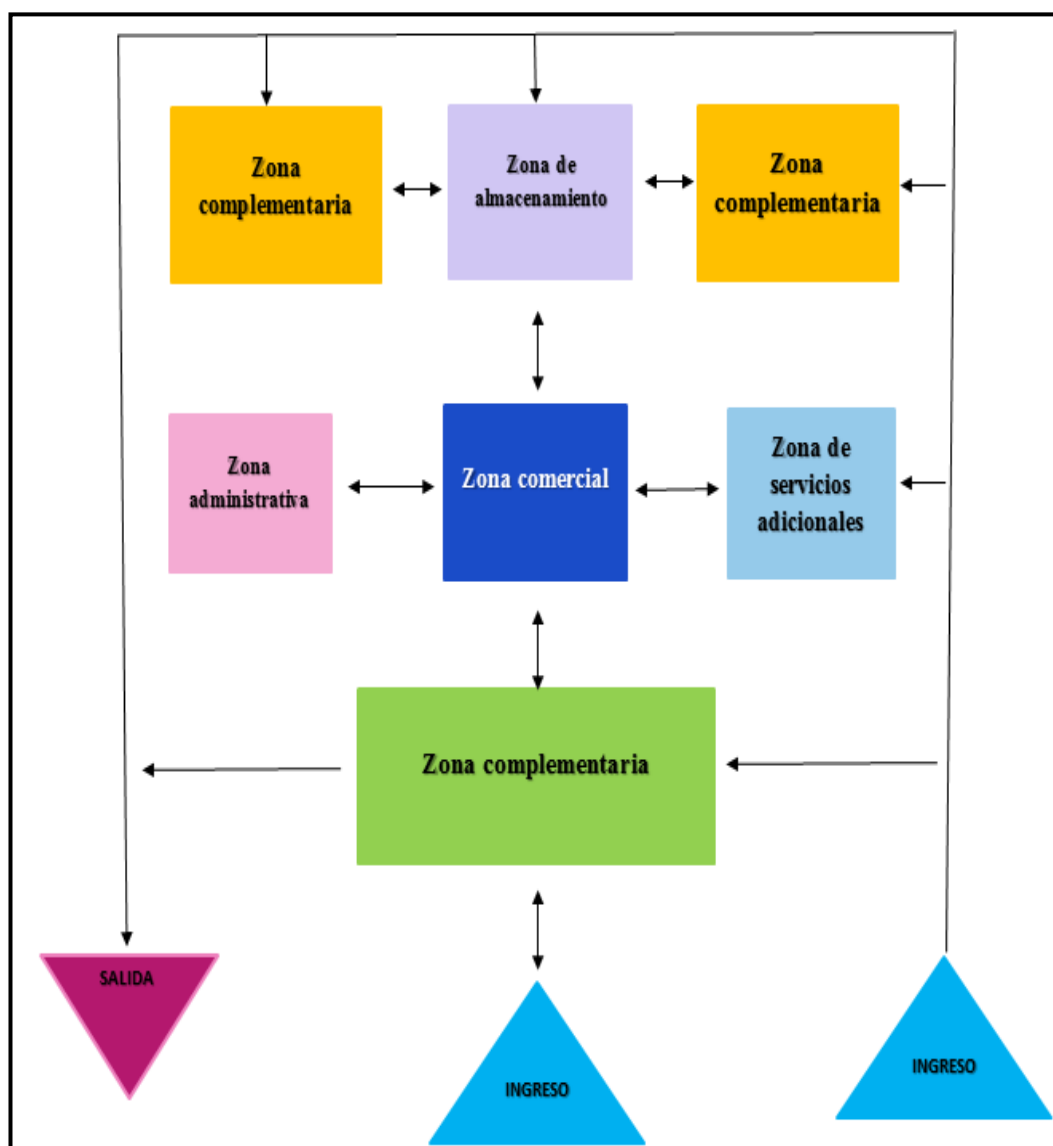 Zona
complementaria
Zona de
almacenamiento
Zona
complementaria
Zona
administrativa
Zona comercial
Zona de
servicios
adicionales
Zona complementaria
SALIDA
INGRESO
INGRESO